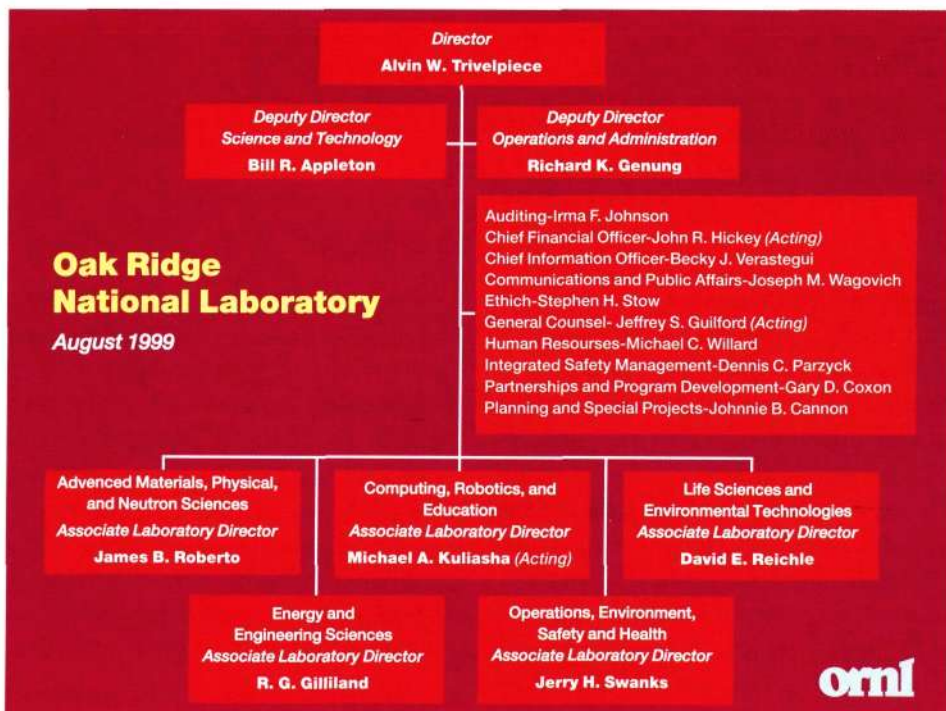 Director
Alvin W. Trivelpiece
Deputy Director
Science and Technology
Bill R. Appleton
Deputy Director
Operations and Administration
Richard K. Genung
Auditing-Irma F. Johnson
Chief Financial Officer-John R. Hickey (Acting)
Chief Information Officer-Becky J. Verastegui
Communications and Public Affairs-Joseph M. Wagovich
Ethich-Stephen H. Stow
General Counsel- Jeffrey S. Guilford (Acting)
Human Resourses-Michael C. Willard
Integrated Safety Management-Dennis C. Parzyck
Partnerships and Program Development-Gary D. Coxon
Planning and Special Projects-Johnnie B. Cannon
Oak Ridge
National Laboratory
August 1999
Advanced Materials, Physical,
and Neutron Sciences
Associate Laboratory Director
James B. Roberto
Computing, Robotics, and
Education
Associate Laboratory Director
Michael A. Kuliasha (Acting)
Life Sciences and
Environmental Technologies
Associate Laboratory Director
David E. Reichle
Energy and
Engineering Sciences
Associate Laboratory Director
R. G. Gilliland
Operations, Environment,
Safety and Health
Associate Laboratory Director
Jerry H. Swanks
ornl